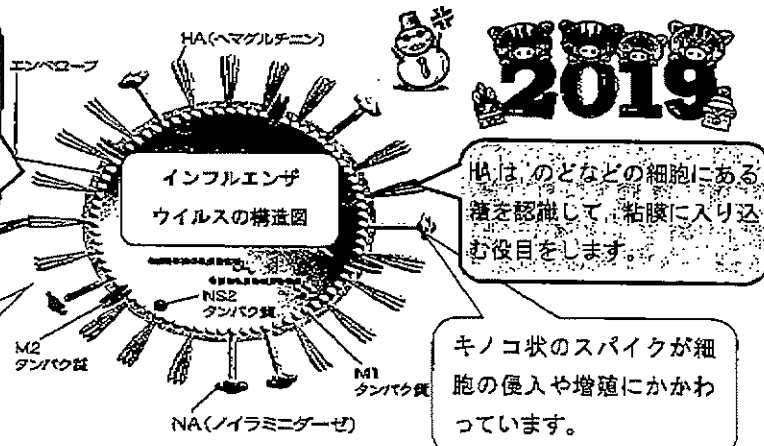 HA(ヘマグルチニン)
エンベロープ
2019
インフルエンザ
ウイルスの構造図
HAは、のどなどの細胞にある
糖を認識して、粘膜に入り込
む役目をします。
NS2
タンパク質
M2
タンパク質
M1
タンパク質
NA(ノイラミニダーゼ)
キノコ状のスパイクが細
胞の侵入や増殖にかかわ
っています。